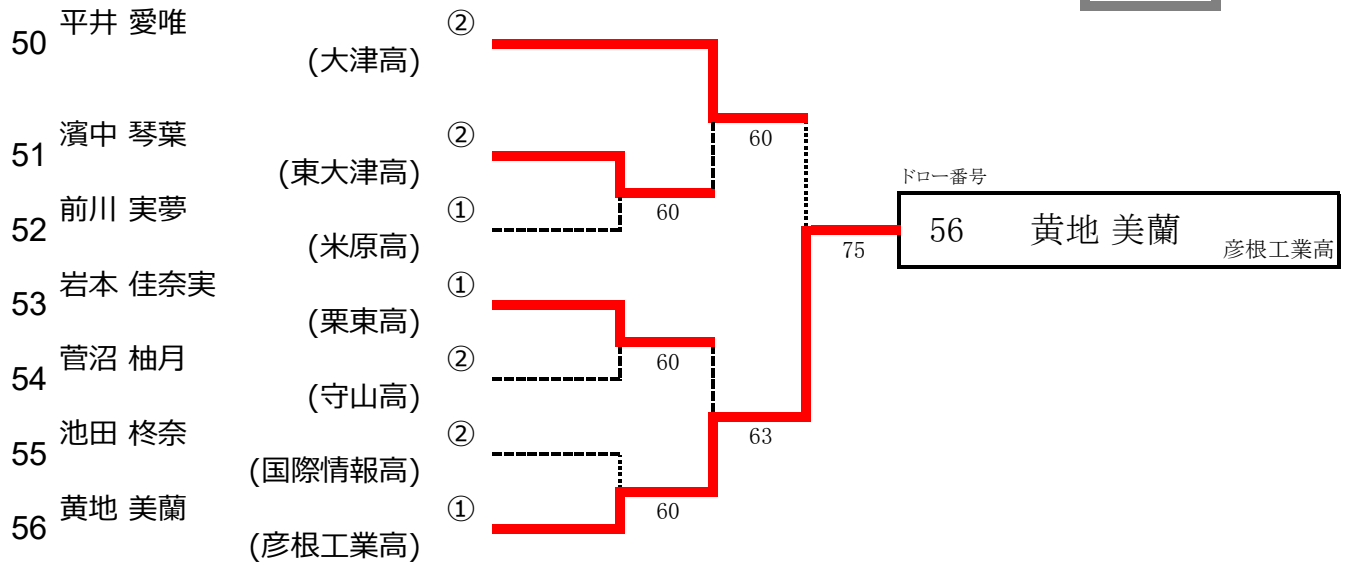 50 平井 愛唯 ②
(大津高)
51 濱中 琴葉 ②
(東大津高)
52 前川 実夢 ①
(米原高)
53 岩本 佳奈実 ①
(栗東高)
54 菅沼 柚月 ②
(守山高)
55 池田 柊奈 ②
(国際情報高)
56 黄地 美蘭 ①
(彦根工業高)
60
60
60
60
63
75
ドロー番号
56 黄地 美蘭 彦根工業高